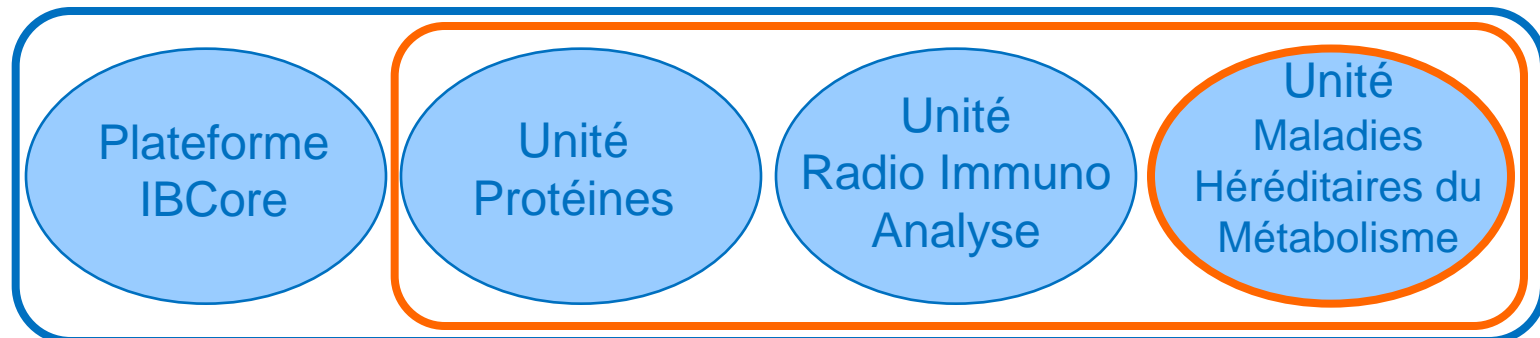 Plateforme
IBCore
Unité
Protéines
Unité
Radio Immuno
Analyse
Unité
Maladies
Héréditaires du
Métabolisme